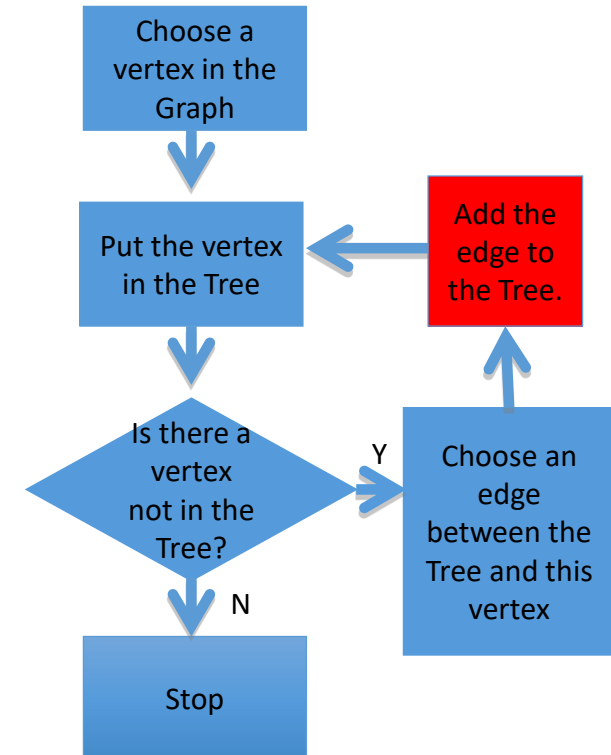 Choose a
vertex in the
Graph
Put the vertex
in the Tree
Add the
edge to
the Tree.
Is there a
vertex
not in the
Tree?
Y
Choose an
edge
between the
Tree and this
vertex
N
Stop